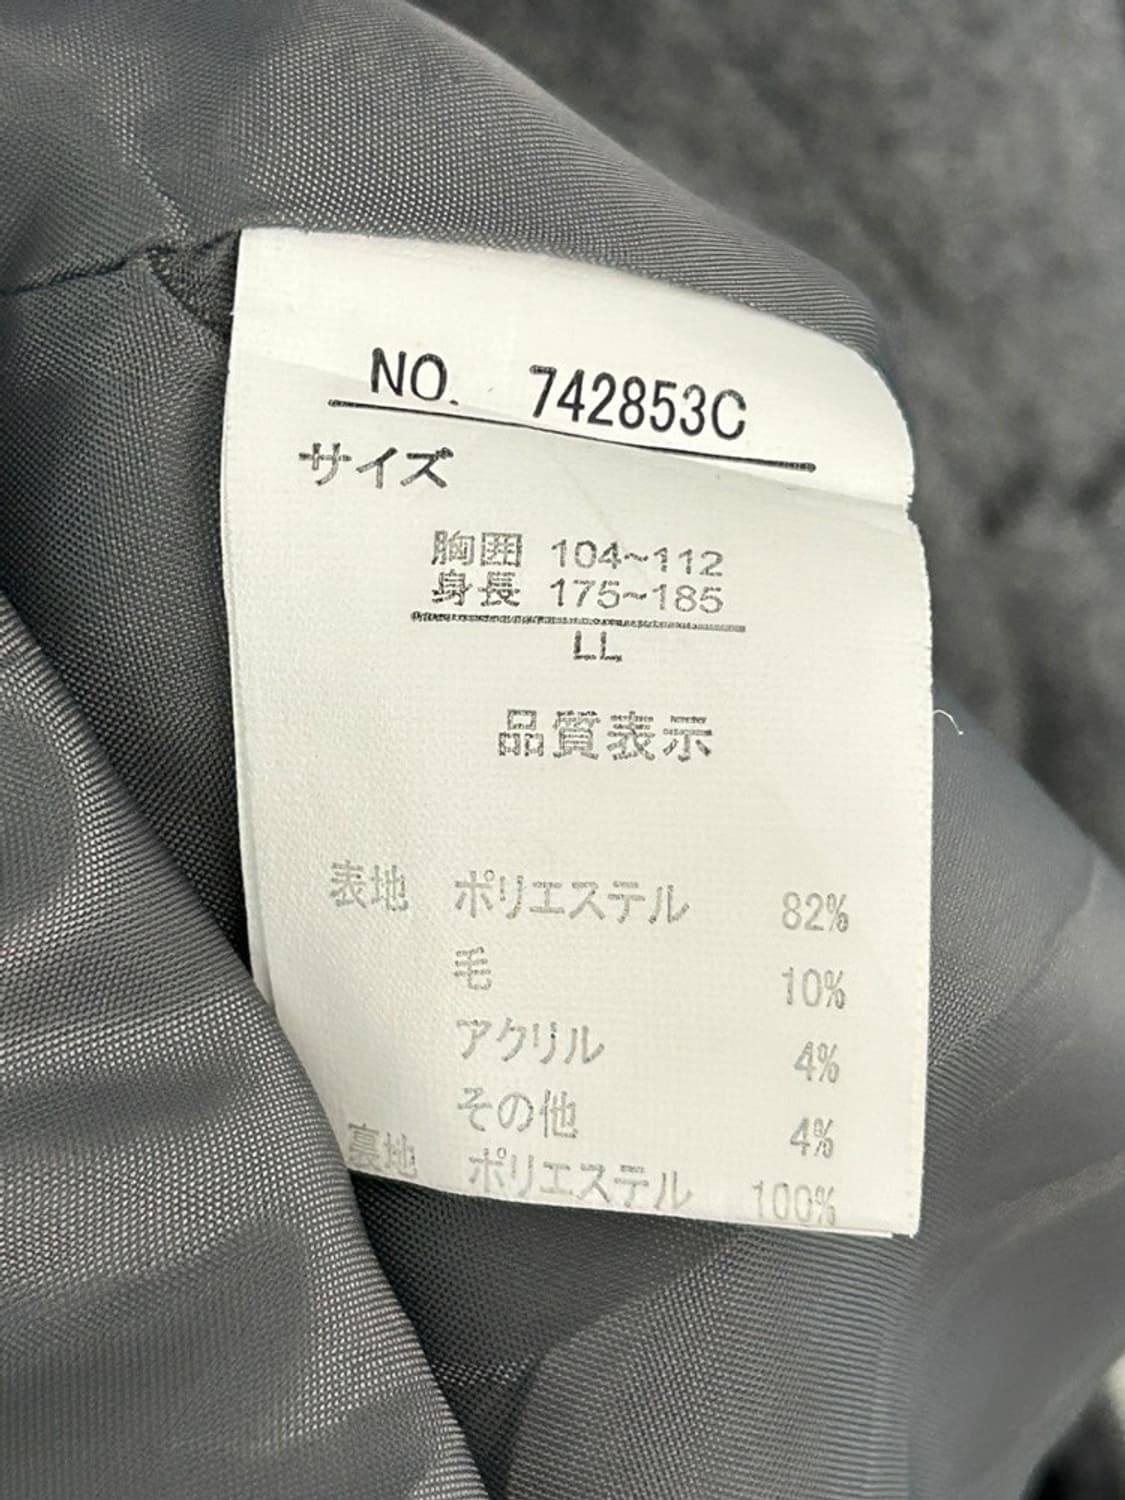 NO. 742853C
サイズ
胸囲 104~112
身長 175~185
LL
品質表示
表地 ポリエステル 82%
毛 10%
アクリル 4%
その他 4%
裏地 ポリエステル 100%